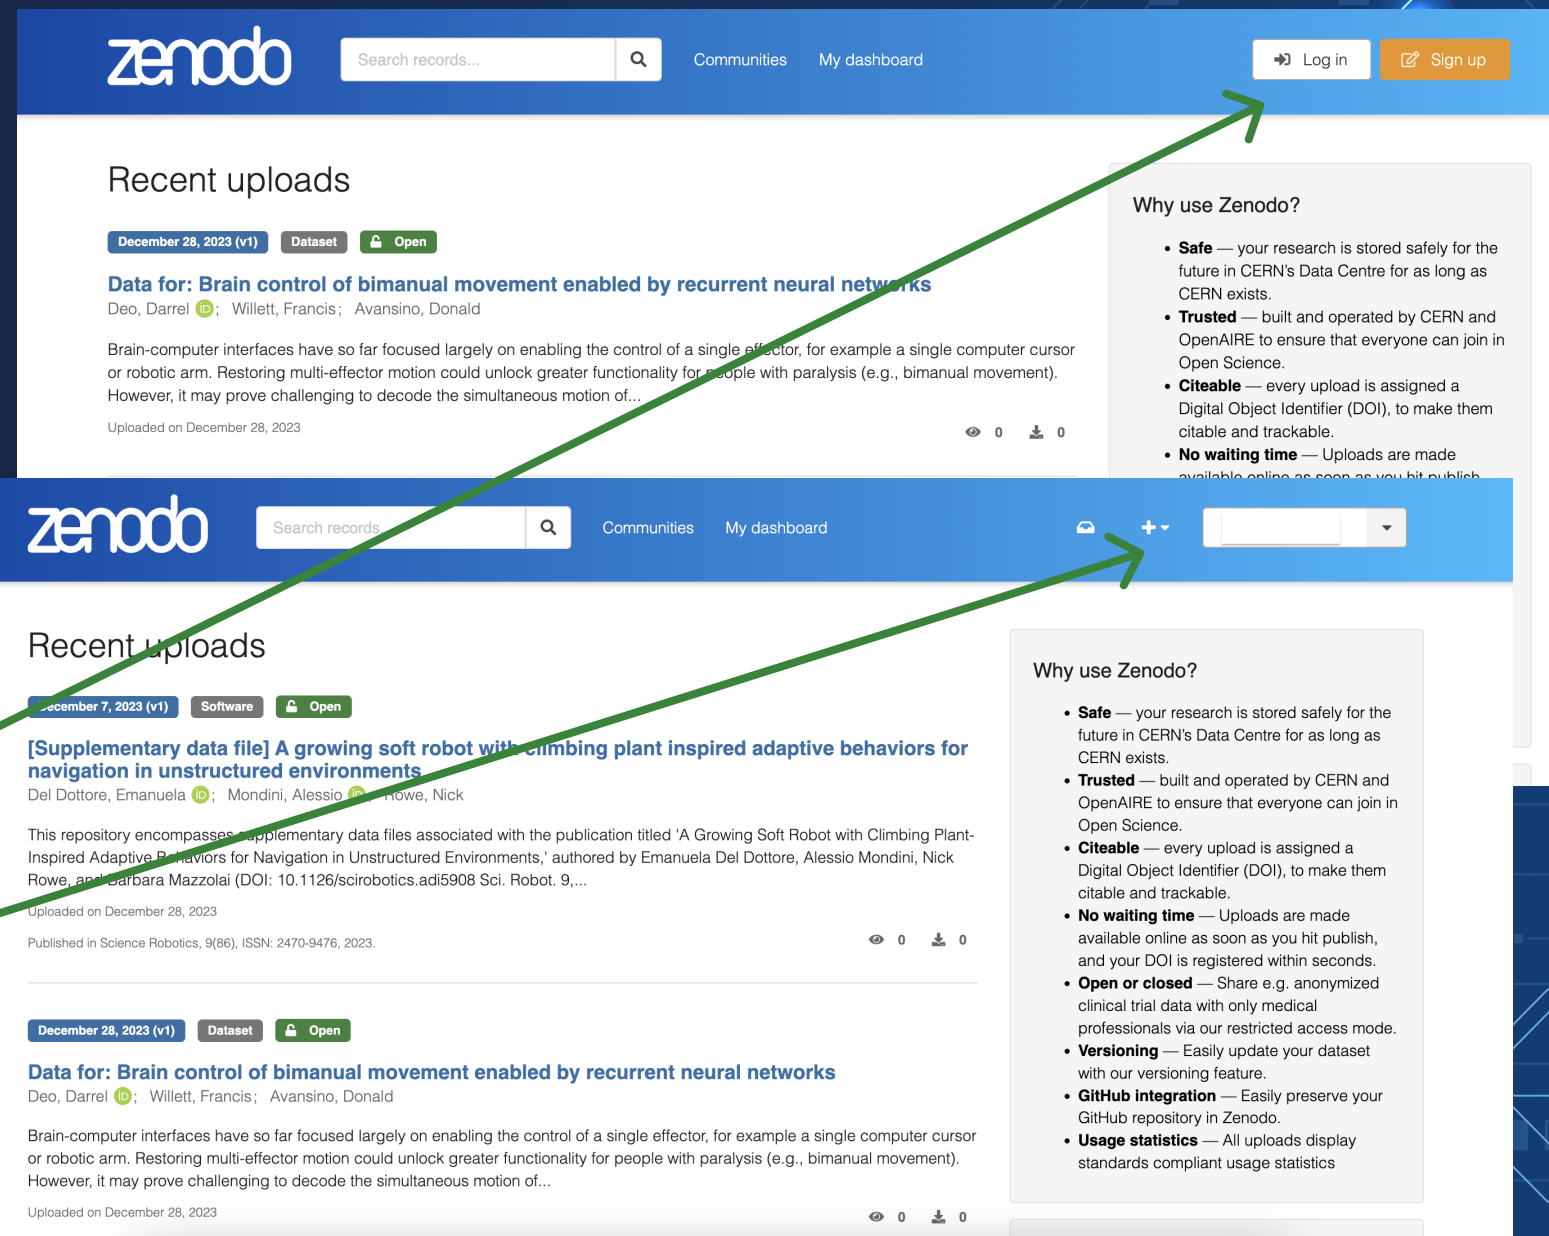 zenodo
Search records...
Communities
My dashboard
Log in
Sign up
Recent uploads
December 28, 2023 (v1)
Dataset
Open
Data for: Brain control of bimanual movement enabled by recurrent neural networks
Deo, Darrel iD; Willett, Francis; Avansino, Donald
Brain-computer interfaces have so far focused largely on enabling the control of a single effector, for example a single computer cursor
or robotic arm. Restoring multi-effector motion could unlock greater functionality for people with paralysis (e.g., bimanual movement).
However, it may prove challenging to decode the simultaneous motion of...
Uploaded on December 28, 2023
0
0
Why use Zenodo?
• Safe — your research is stored safely for the
future in CERN's Data Centre for as long as
CERN exists.
• Trusted — built and operated by CERN and
OpenAIRE to ensure that everyone can join in
Open Science.
• Citeable — every upload is assigned a
Digital Object Identifier (DOI), to make them
citable and trackable.
• No waiting time — Uploads are made
available online as soon as you hit publish
zenodo
Search records...
Communities
My dashboard
Recent uploads
December 7, 2023 (v1)
Software
Open
[Supplementary data file] A growing soft robot with climbing plant inspired adaptive behaviors for
navigation in unstructured environments
Del Dottore, Emanuela iD; Mondini, Alessio iD; Rowe, Nick
This repository encompasses supplementary data files associated with the publication titled 'A Growing Soft Robot with Climbing Plant-
Inspired Adaptive Behaviors for Navigation in Unstructured Environments,' authored by Emanuela Del Dottore, Alessio Mondini, Nick
Rowe, and Barbara Mazzolai (DOI: 10.1126/scirobotics.adi5908 Sci. Robot. 9,...
Uploaded on December 28, 2023
Published in Science Robotics, 9(86), ISSN: 2470-9476, 2023.
0
0
December 28, 2023 (v1)
Dataset
Open
Data for: Brain control of bimanual movement enabled by recurrent neural networks
Deo, Darrel iD; Willett, Francis; Avansino, Donald
Brain-computer interfaces have so far focused largely on enabling the control of a single effector, for example a single computer cursor
or robotic arm. Restoring multi-effector motion could unlock greater functionality for people with paralysis (e.g., bimanual movement).
However, it may prove challenging to decode the simultaneous motion of...
Uploaded on December 28, 2023
0
0
Why use Zenodo?
• Safe — your research is stored safely for the
future in CERN's Data Centre for as long as
CERN exists.
• Trusted — built and operated by CERN and
OpenAIRE to ensure that everyone can join in
Open Science.
• Citeable — every upload is assigned a
Digital Object Identifier (DOI), to make them
citable and trackable.
• No waiting time — Uploads are made
available online as soon as you hit publish,
and your DOI is registered within seconds.
• Open or closed — Share e.g. anonymized
clinical trial data with only medical
professionals via our restricted access mode.
• Versioning — Easily update your dataset
with our versioning feature.
• GitHub integration — Easily preserve your
GitHub repository in Zenodo.
• Usage statistics — All uploads display
standards compliant usage statistics